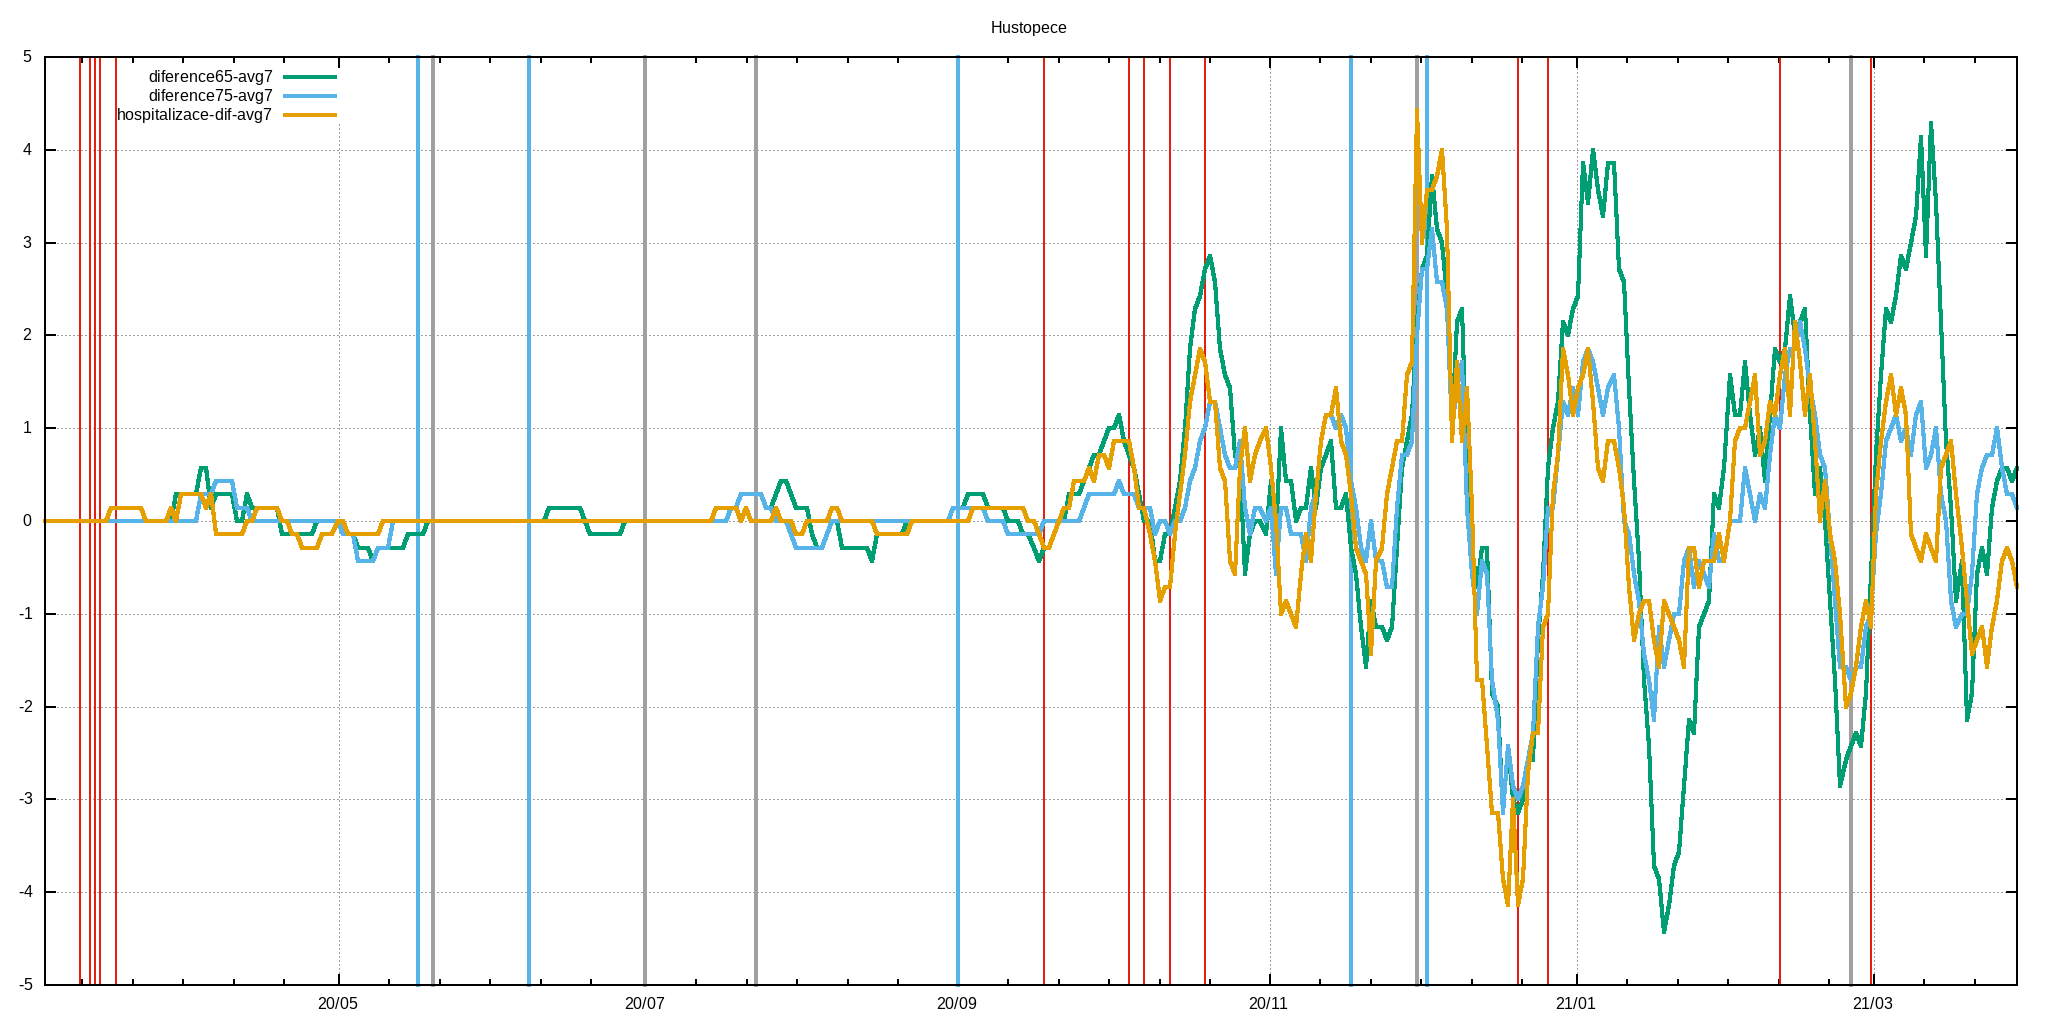 Hustopece
diference65-avg7
diference75-avg7
hospitalizace-dif-avg7
5
4
3
2
1
0
-1
-2
-3
-4
-5
20/05 20/07 20/09 20/11 21/01 21/03